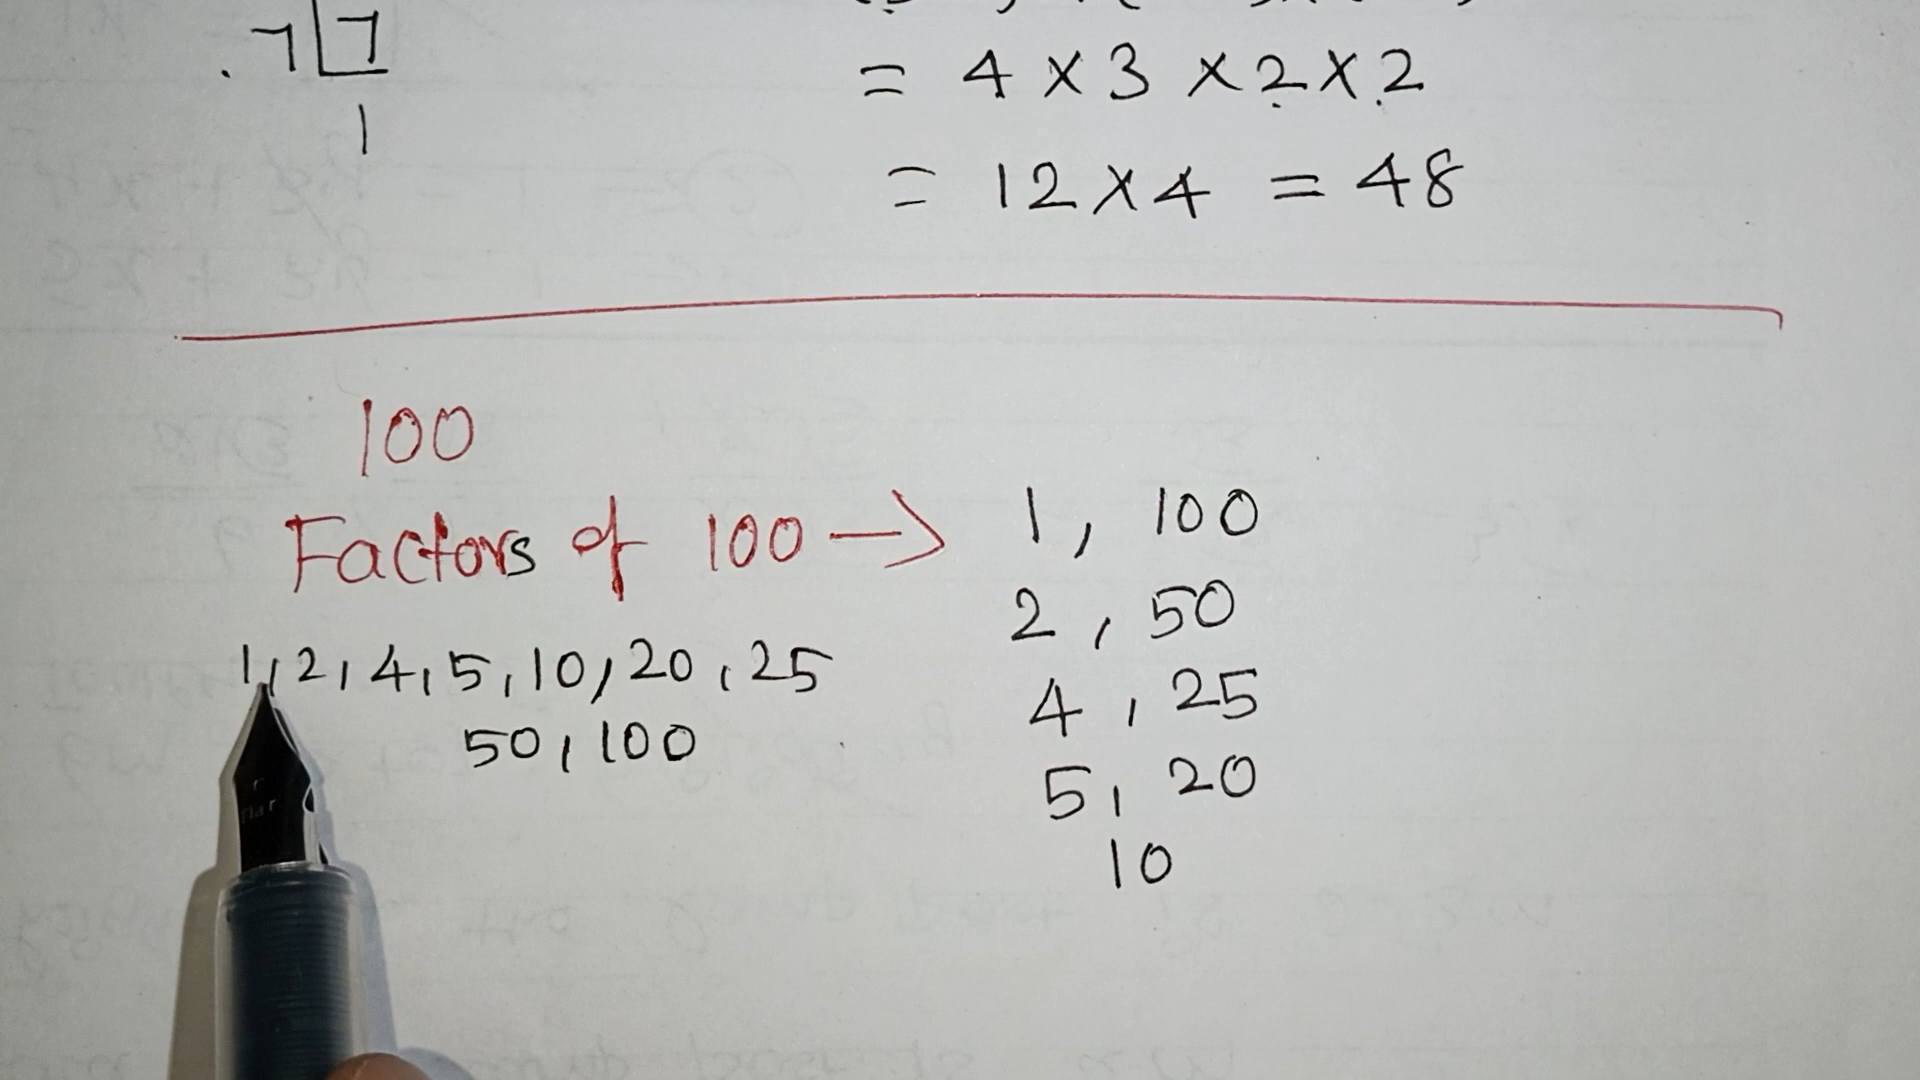 7 7
1
= 4 × 3 × 2 × 2
= 12 × 4 = 48
100
Factors of 100 →
1, 2, 4, 5, 10, 20, 25
50, 100
1, 100
2, 50
4, 25
5, 20
10